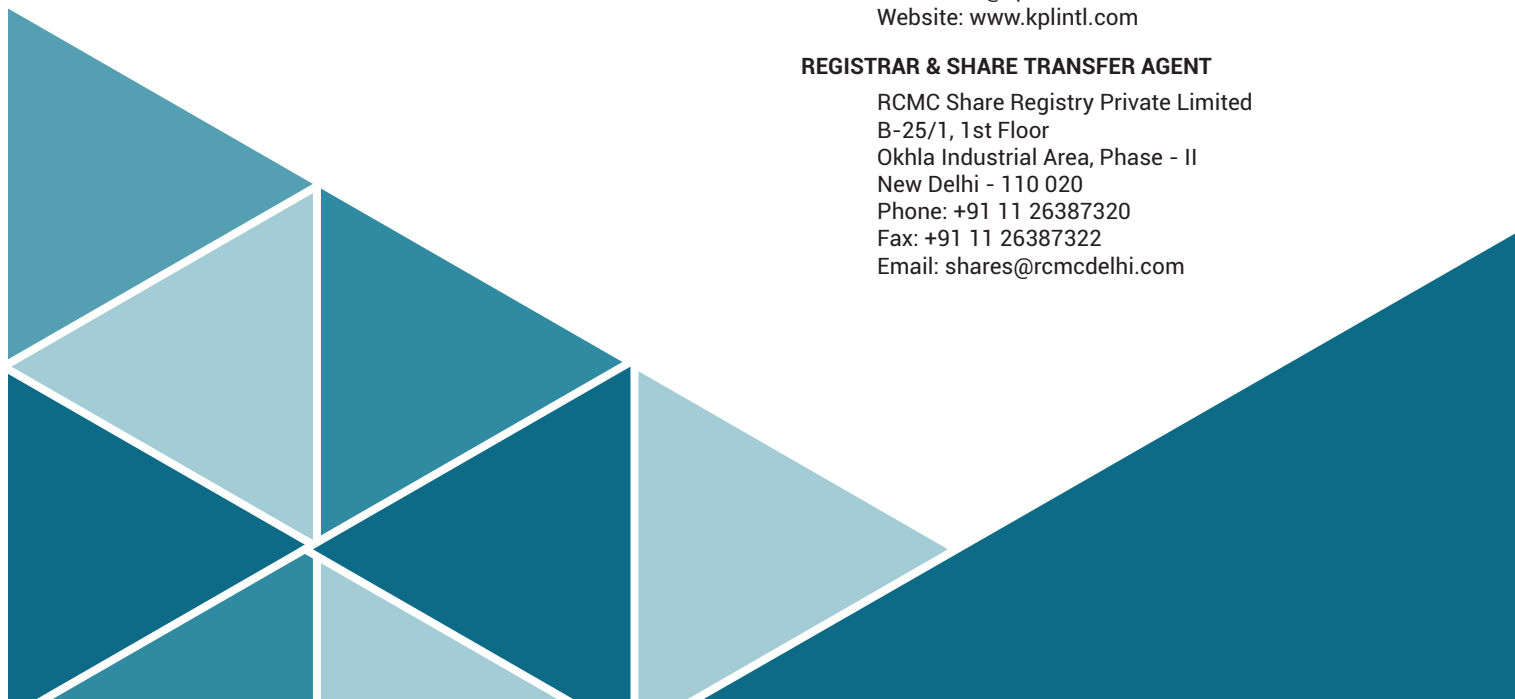 Website: www.kplintl.com
REGISTRAR & SHARE TRANSFER AGENT
RCMC Share Registry Private Limited
B-25/1, 1st Floor
Okhla Industrial Area, Phase - II
New Delhi - 110 020
Phone: +91 11 26387320
Fax: +91 11 26387322
Email: shares@rcmcdelhi.com